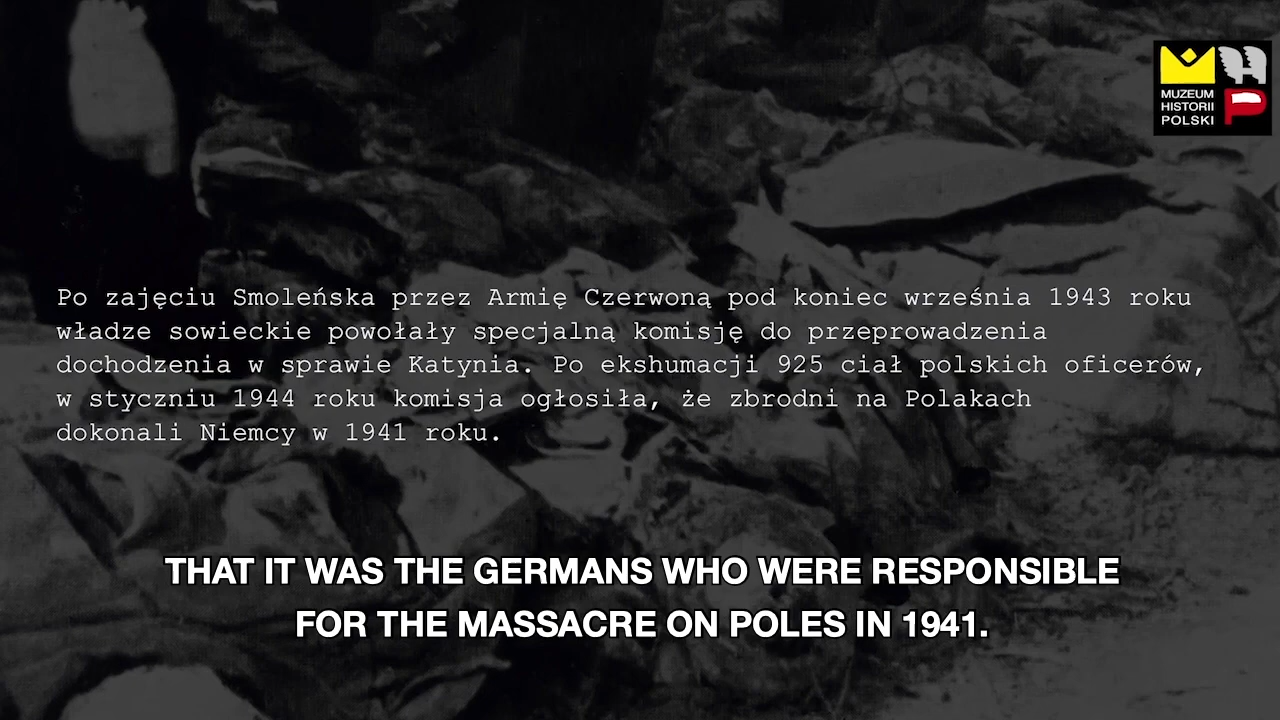 MUZEUM
HISTORII
POLSKI
HP
Po zajęciu Smoleńska przez Armię Czerwoną pod koniec września 1943 roku
władze sowieckie powołały specjalną komisję do przeprowadzenia
dochodzenia w sprawie Katynia. Po ekshumacji 925 ciał polskich oficerów,
w styczniu 1944 roku komisja ogłosiła, że zbrodni na Polakach
dokonali Niemcy w 1941 roku.
THAT IT WAS THE GERMANS WHO WERE RESPONSIBLE
FOR THE MASSACRE ON POLES IN 1941.